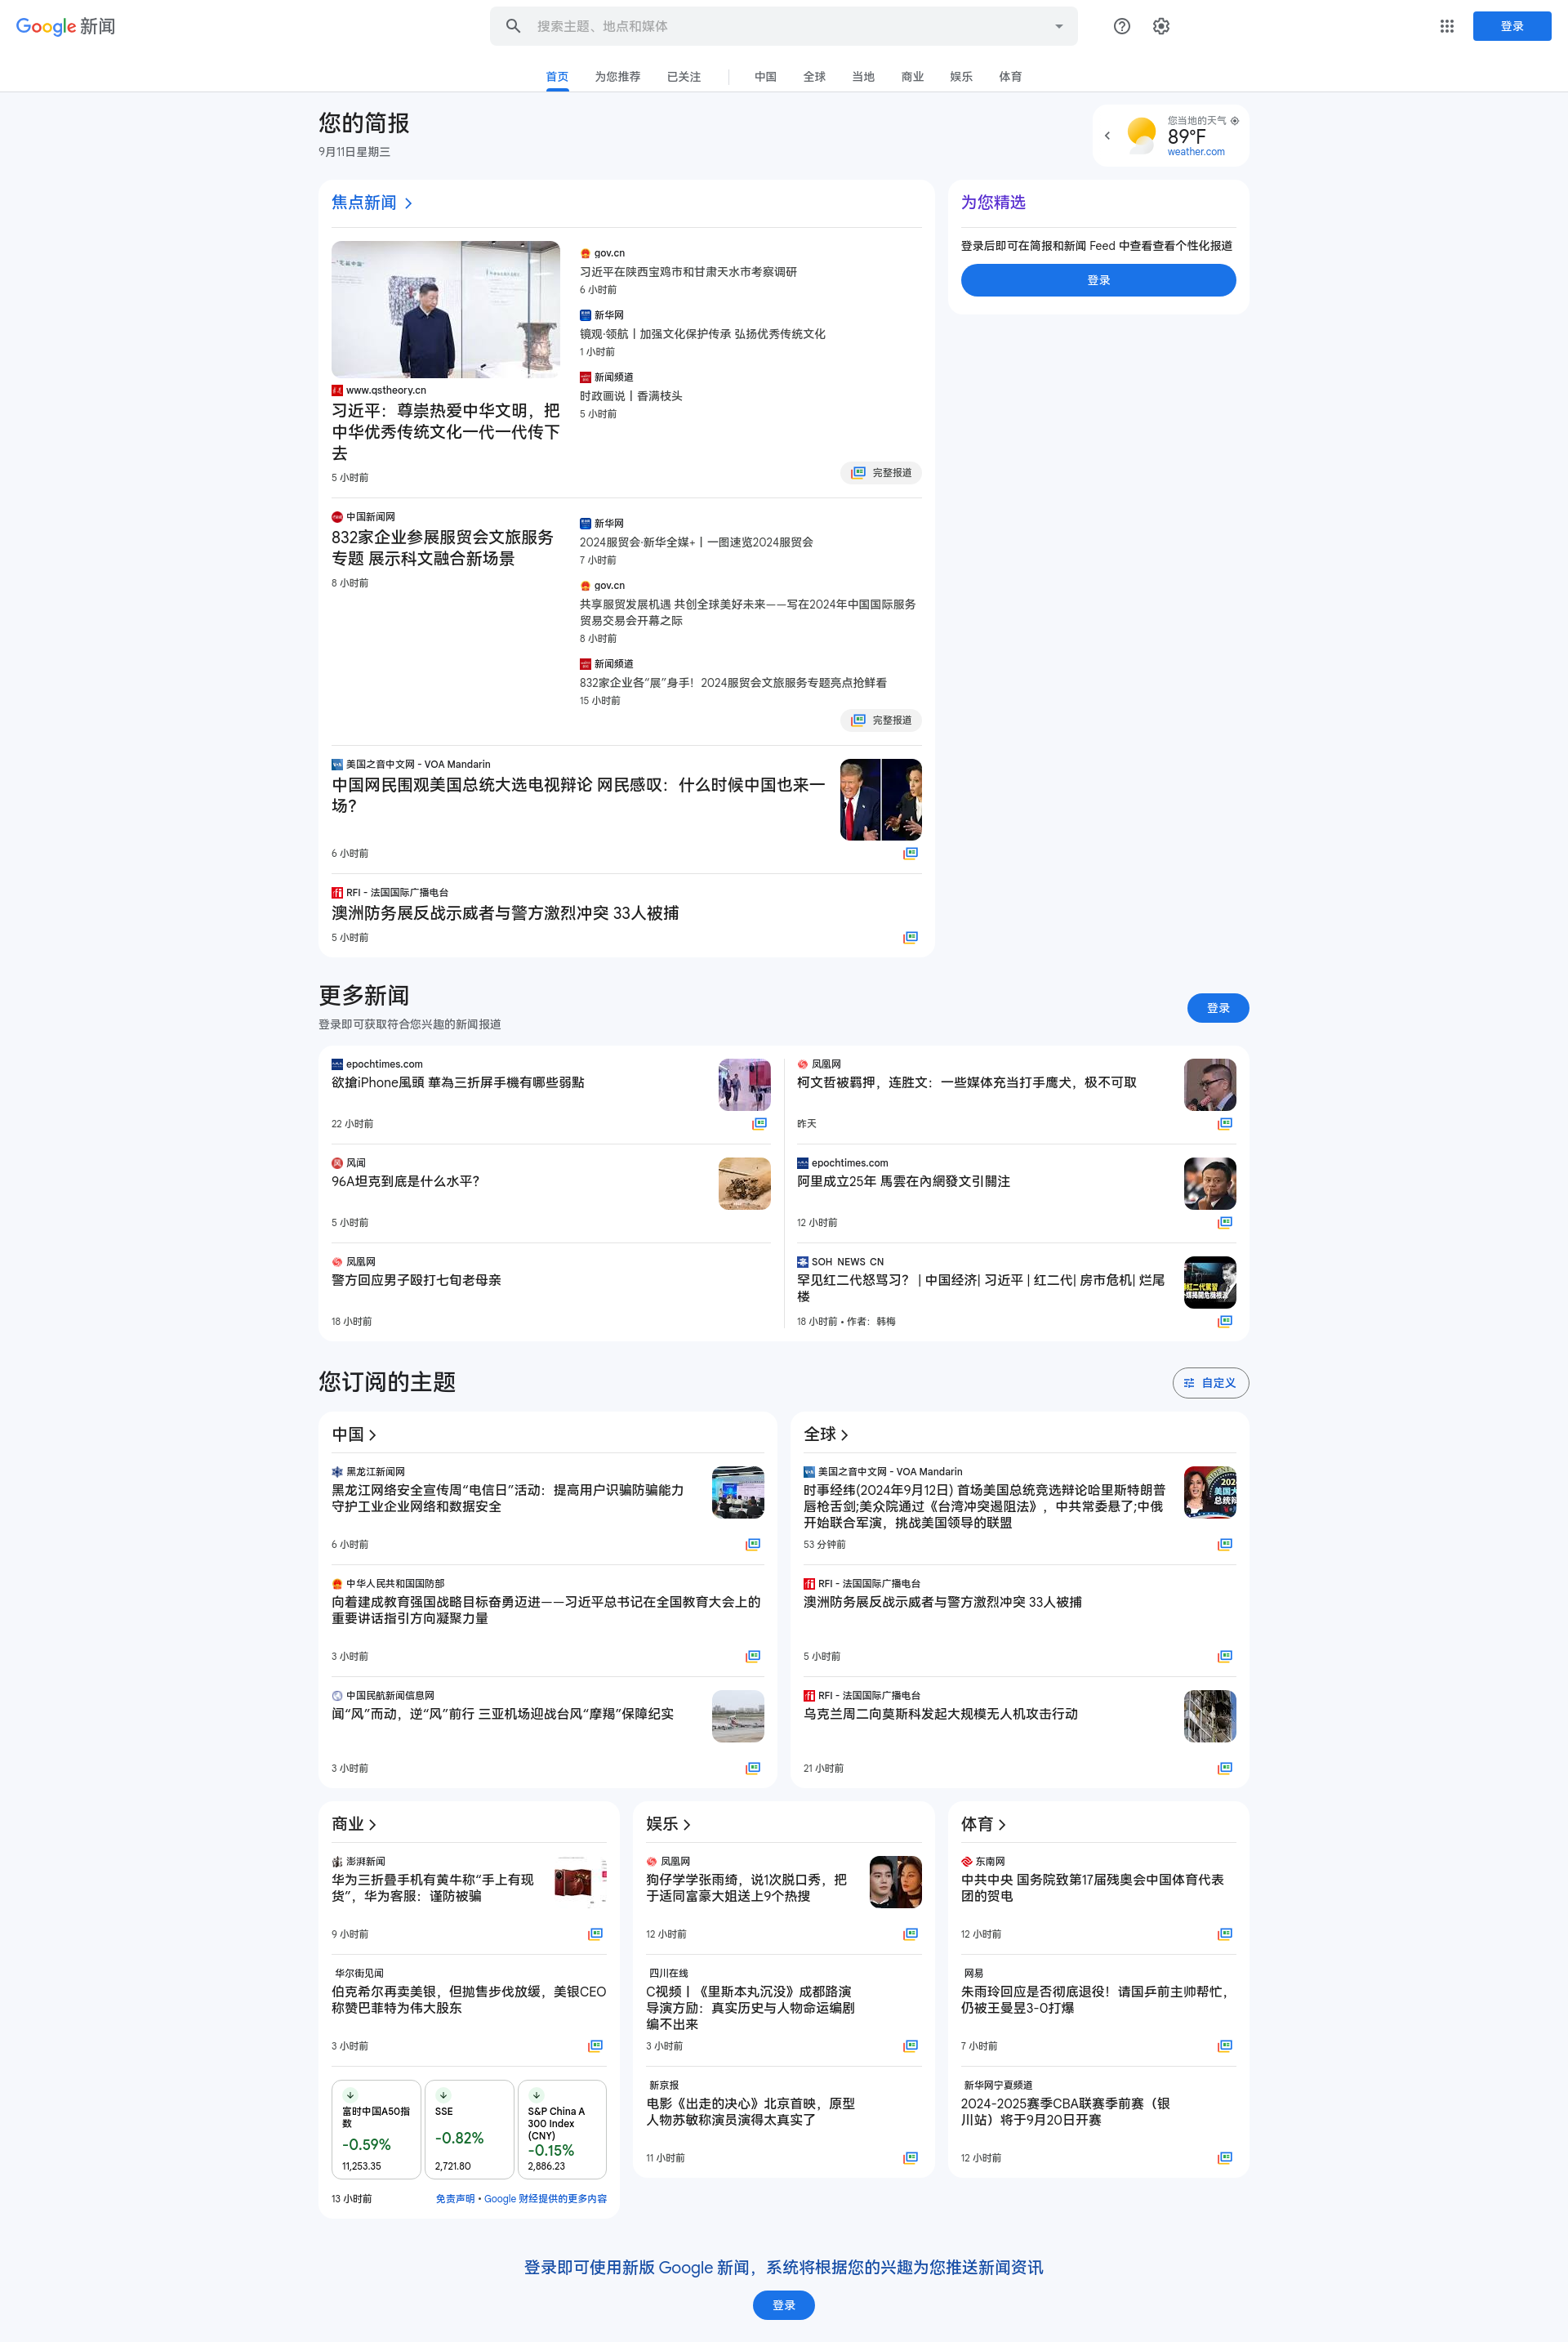 Google 新闻
搜索主题、地点和媒体
登录
首页
为您推荐
已关注
中国
全球
当地
商业
娱乐
体育
您的简报
9月11日星期三
您当地的天气
89°F
weather.com
焦点新闻
www.qstheory.cn
习近平：尊崇热爱中华文明，把
中华优秀传统文化一代一代传下
去
5 小时前
gov.cn
习近平在陕西宝鸡市和甘肃天水市考察调研
6 小时前
新华网
镜观·领航丨加强文化保护传承 弘扬优秀传统文化
1 小时前
新闻频道
时政画说丨香满枝头
5 小时前
完整报道
为您精选
登录后即可在简报和新闻 Feed 中查看查看个性化报道
登录
中国新闻网
832家企业参展服贸会文旅服务
专题 展示科文融合新场景
8 小时前
新华网
2024服贸会·新华全媒+丨一图速览2024服贸会
7 小时前
gov.cn
共享服贸发展机遇 共创全球美好未来——写在2024年中国国际服务
贸易交易会开幕之际
8 小时前
新闻频道
832家企业各“展”身手！2024服贸会文旅服务专题亮点抢鲜看
15 小时前
完整报道
美国之音中文网 - VOA Mandarin
中国网民围观美国总统大选电视辩论 网民感叹：什么时候中国也来一
场？
6 小时前
RFI - 法国国际广播电台
澳洲防务展反战示威者与警方激烈冲突 33人被捕
5 小时前
更多新闻
登录即可获取符合您兴趣的新闻报道
登录
epochtimes.com
欲搶iPhone風頭 華為三折屏手機有哪些弱點
22 小时前
风闻
96A坦克到底是什么水平？
5 小时前
凤凰网
警方回应男子殴打七旬老母亲
18 小时前
凤凰网
柯文哲被羁押，连胜文：一些媒体充当打手鹰犬，极不可取
昨天
epochtimes.com
阿里成立25年 馬雲在內網發文引關注
12 小时前
SOH NEWS CN
罕见红二代怒骂习？ | 中国经济| 习近平 | 红二代| 房市危机| 烂尾
楼
18 小时前 • 作者：韩梅
您订阅的主题
自定义
中国
黑龙江新闻网
黑龙江网络安全宣传周“电信日”活动：提高用户识骗防骗能力
守护工业企业网络和数据安全
6 小时前
中华人民共和国国防部
向着建成教育强国战略目标奋勇迈进——习近平总书记在全国教育大会上的
重要讲话指引方向凝聚力量
3 小时前
中国民航新闻信息网
闻“风”而动，逆“风”前行 三亚机场迎战台风“摩羯”保障纪实
3 小时前
全球
美国之音中文网 - VOA Mandarin
时事经纬(2024年9月12日) 首场美国总统竞选辩论哈里斯特朗普
唇枪舌剑;美众院通过《台湾冲突遏阻法》，中共常委悬了;中俄
开始联合军演，挑战美国领导的联盟
53 分钟前
RFI - 法国国际广播电台
澳洲防务展反战示威者与警方激烈冲突 33人被捕
5 小时前
RFI - 法国国际广播电台
乌克兰周二向莫斯科发起大规模无人机攻击行动
21 小时前
商业
澎湃新闻
华为三折叠手机有黄牛称“手上有现
货”，华为客服：谨防被骗
9 小时前
华尔街见闻
伯克希尔再卖美银，但抛售步伐放缓，美银CEO
称赞巴菲特为伟大股东
3 小时前
富时中国A50指
数
-0.59%
11,253.35
SSE
-0.82%
2,721.80
S&P China A
300 Index
(CNY)
-0.15%
2,886.23
13 小时前
免责声明 • Google 财经提供的更多内容
娱乐
凤凰网
狗仔学学张雨绮，说1次脱口秀，把
于适同富豪大姐送上9个热搜
12 小时前
四川在线
C视频丨《里斯本丸沉没》成都路演
导演方励：真实历史与人物命运编剧
编不出来
3 小时前
新京报
电影《出走的决心》北京首映，原型
人物苏敏称演员演得太真实了
11 小时前
体育
东南网
中共中央 国务院致第17届残奥会中国体育代表
团的贺电
12 小时前
网易
朱雨玲回应是否彻底退役！请国乒前主帅帮忙，
仍被王曼昱3-0打爆
7 小时前
新华网宁夏频道
2024-2025赛季CBA联赛季前赛（银
川站）将于9月20日开赛
12 小时前
登录即可使用新版 Google 新闻，系统将根据您的兴趣为您推送新闻资讯
登录